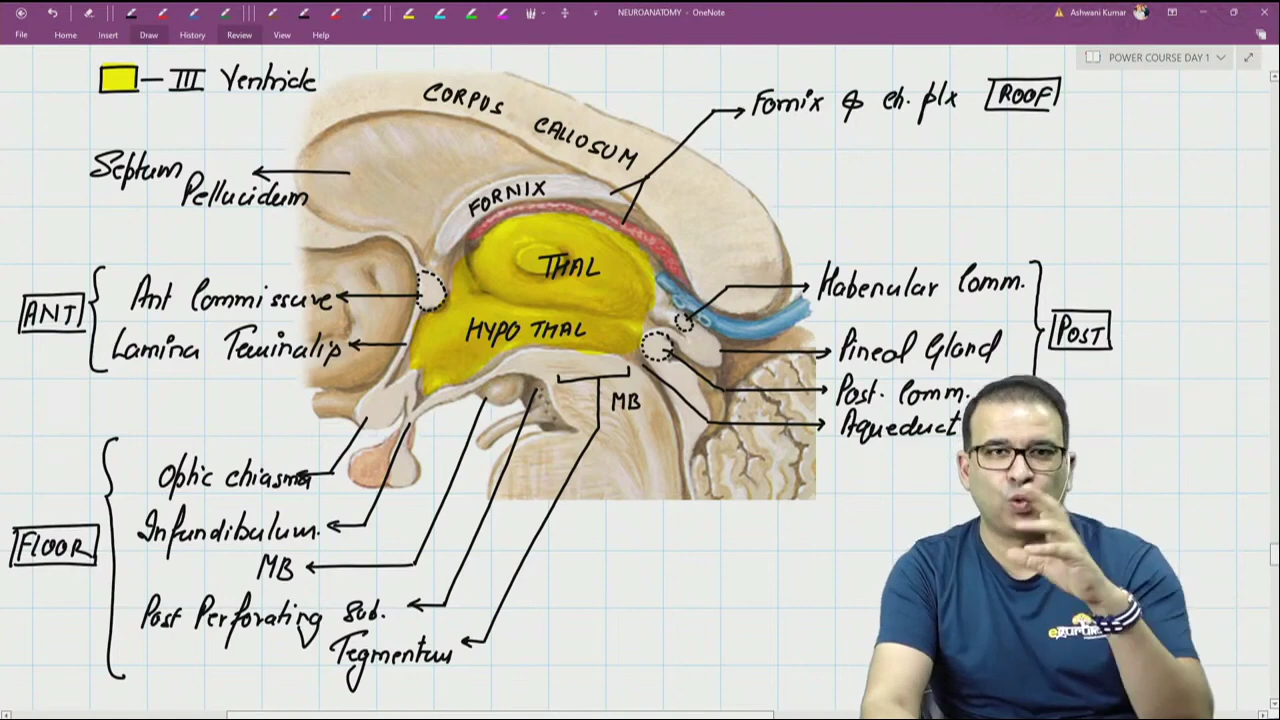 NEUROANATOMY - OneNote
Ashwani Kumar
File Home Insert Draw History Review View Help
POWER COURSE DAY 1
— III Ventricle
CORPUS CALLOSUM
Fornix & ch. plx ROOF
Septum Pellucidum
FORNIX
THAL
HYPO THAL
ANT
Ant Commissure
Lamina Teminalip
Habenular Comm.
Pineal Gland
Post. Comm.
Aqueduct
POST
MB
FLOOR
Optic chiasma
Infundibulum.
MB
Post Perforating Sub.
Tegmentum
egurukul